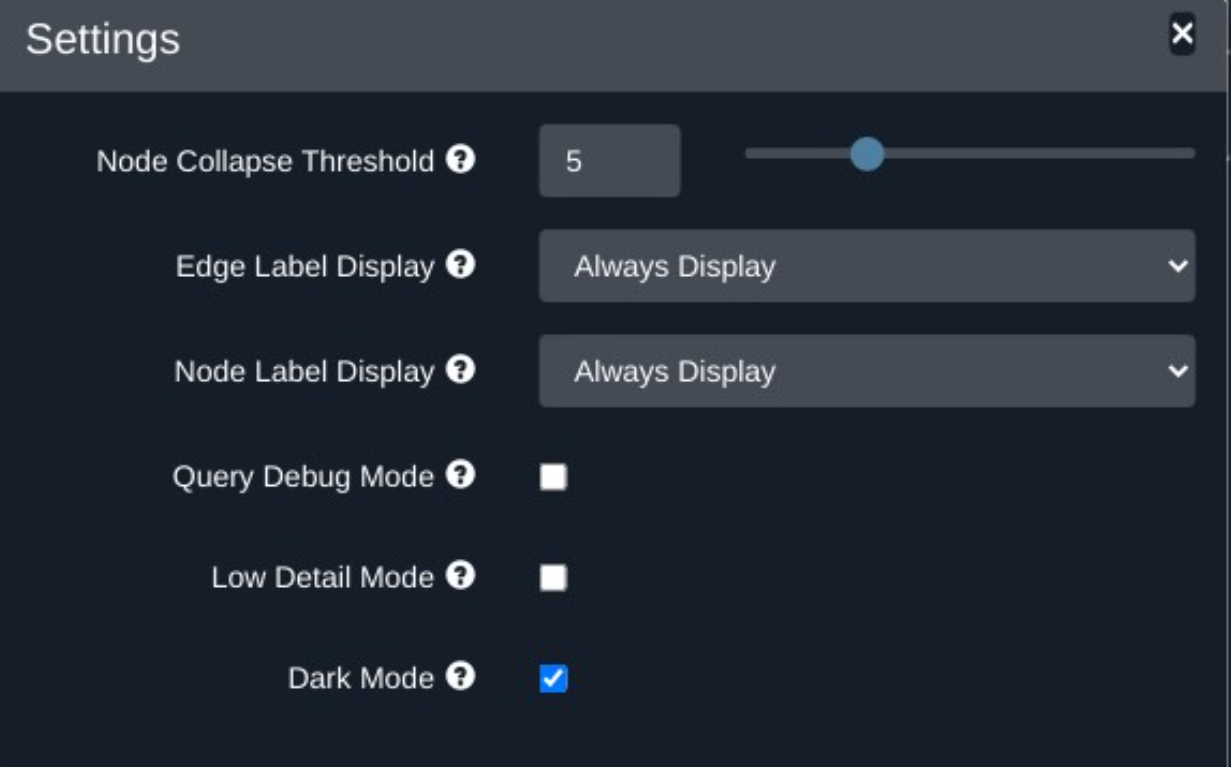 Settings
Node Collapse Threshold 5
Edge Label Display Always Display
Node Label Display Always Display
Query Debug Mode
Low Detail Mode
Dark Mode